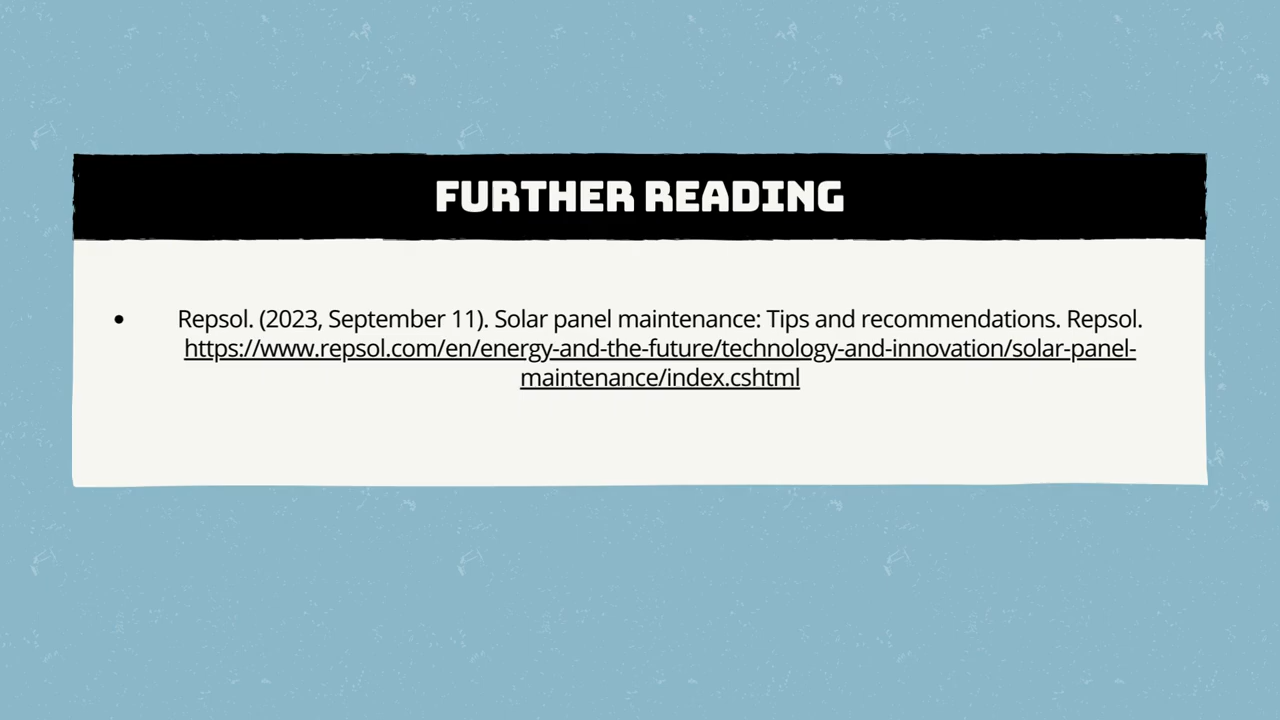 FURTHER READING
• Repsol. (2023, September 11). Solar panel maintenance: Tips and recommendations. Repsol.
https://www.repsol.com/en/energy-and-the-future/technology-and-innovation/solar-panel-
maintenance/index.cshtml